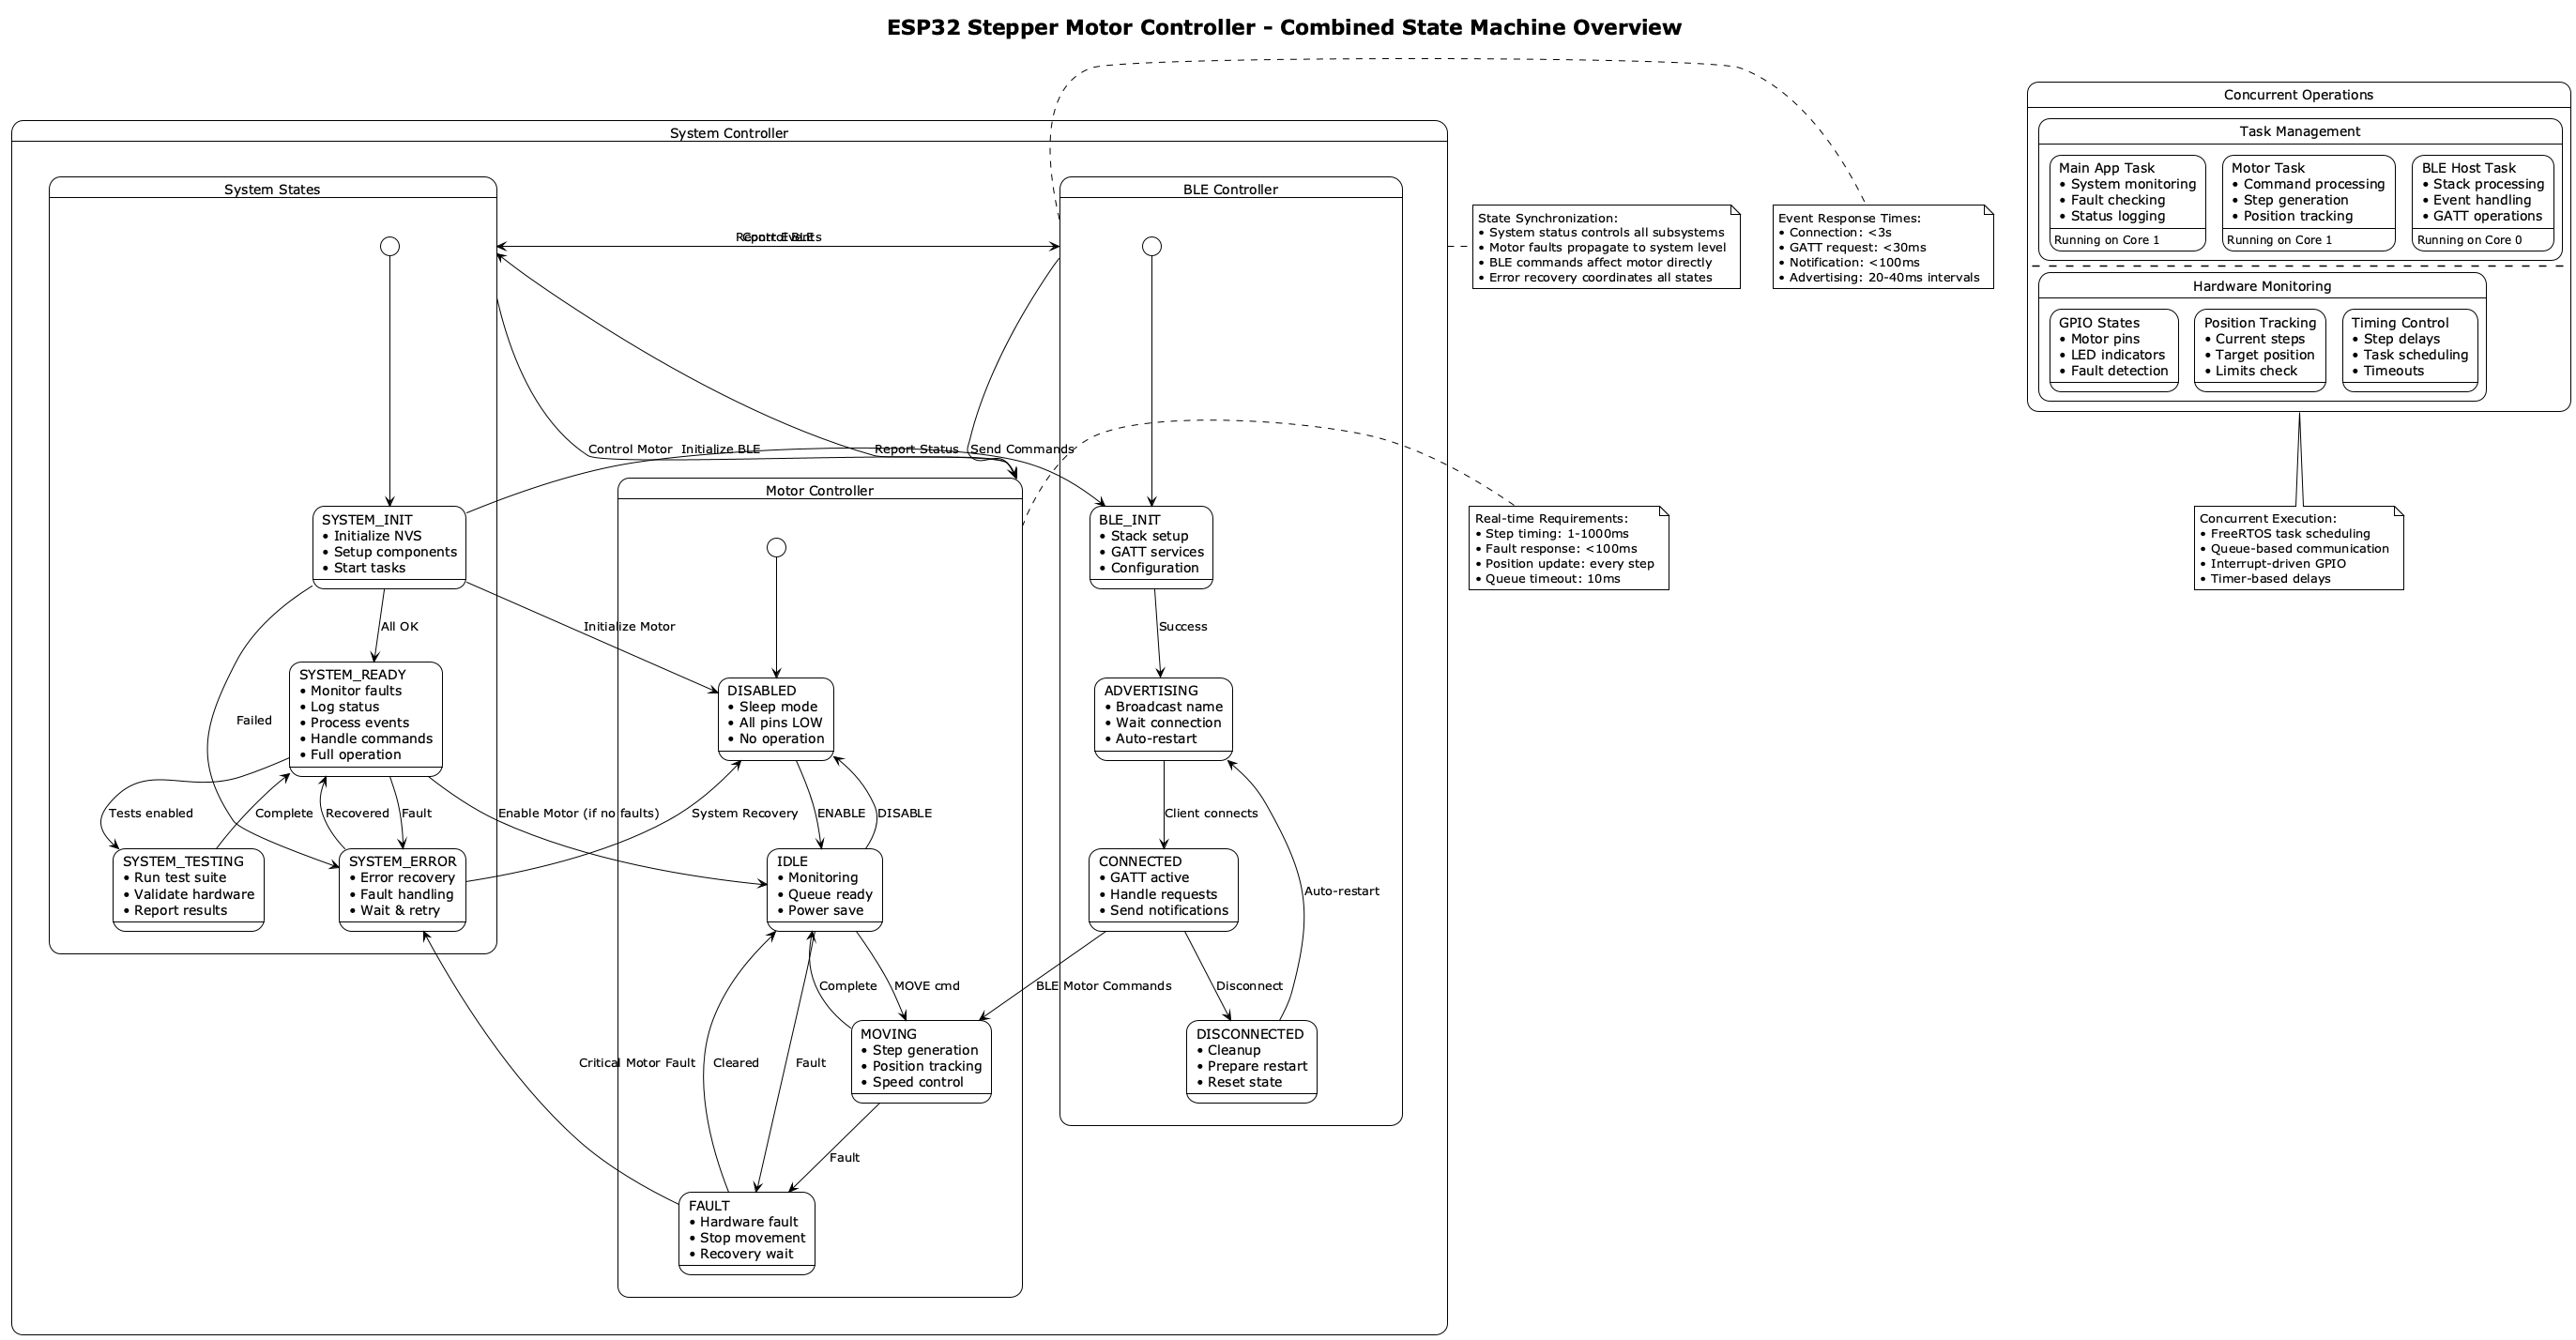 ESP32 Stepper Motor Controller - Combined State Machine Overview
System Controller
System States
SYSTEM_INIT
• Initialize NVS
• Setup components
• Start tasks
All OK
Failed
SYSTEM_READY
• Monitor faults
• Log status
• Process events
• Handle commands
• Full operation
Tests enabled
Complete
Recovered
Fault
SYSTEM_TESTING
• Run test suite
• Validate hardware
• Report results
SYSTEM_ERROR
• Error recovery
• Fault handling
• Wait & retry
Report Events
Control BLE
Control Motor
Initialize BLE
Report Status
Send Commands
Initialize Motor
Enable Motor (if no faults)
System Recovery
Critical Motor Fault
BLE Motor Commands
Motor Controller
DISABLED
• Sleep mode
• All pins LOW
• No operation
ENABLE
DISABLE
IDLE
• Monitoring
• Queue ready
• Power save
Complete
MOVE cmd
MOVING
• Step generation
• Position tracking
• Speed control
Cleared
Fault
Fault
FAULT
• Hardware fault
• Stop movement
• Recovery wait
BLE Controller
BLE_INIT
• Stack setup
• GATT services
• Configuration
Success
ADVERTISING
• Broadcast name
• Wait connection
• Auto-restart
Client connects
CONNECTED
• GATT active
• Handle requests
• Send notifications
Auto-restart
Disconnect
DISCONNECTED
• Cleanup
• Prepare restart
• Reset state
State Synchronization:
• System status controls all subsystems
• Motor faults propagate to system level
• BLE commands affect motor directly
• Error recovery coordinates all states
Event Response Times:
• Connection: <3s
• GATT request: <30ms
• Notification: <100ms
• Advertising: 20-40ms intervals
Real-time Requirements:
• Step timing: 1-1000ms
• Fault response: <100ms
• Position update: every step
• Queue timeout: 10ms
Concurrent Operations
Task Management
Main App Task
• System monitoring
• Fault checking
• Status logging
Running on Core 1
Motor Task
• Command processing
• Step generation
• Position tracking
Running on Core 1
BLE Host Task
• Stack processing
• Event handling
• GATT operations
Running on Core 0
Hardware Monitoring
GPIO States
• Motor pins
• LED indicators
• Fault detection
Position Tracking
• Current steps
• Target position
• Limits check
Timing Control
• Step delays
• Task scheduling
• Timeouts
Concurrent Execution:
• FreeRTOS task scheduling
• Queue-based communication
• Interrupt-driven GPIO
• Timer-based delays